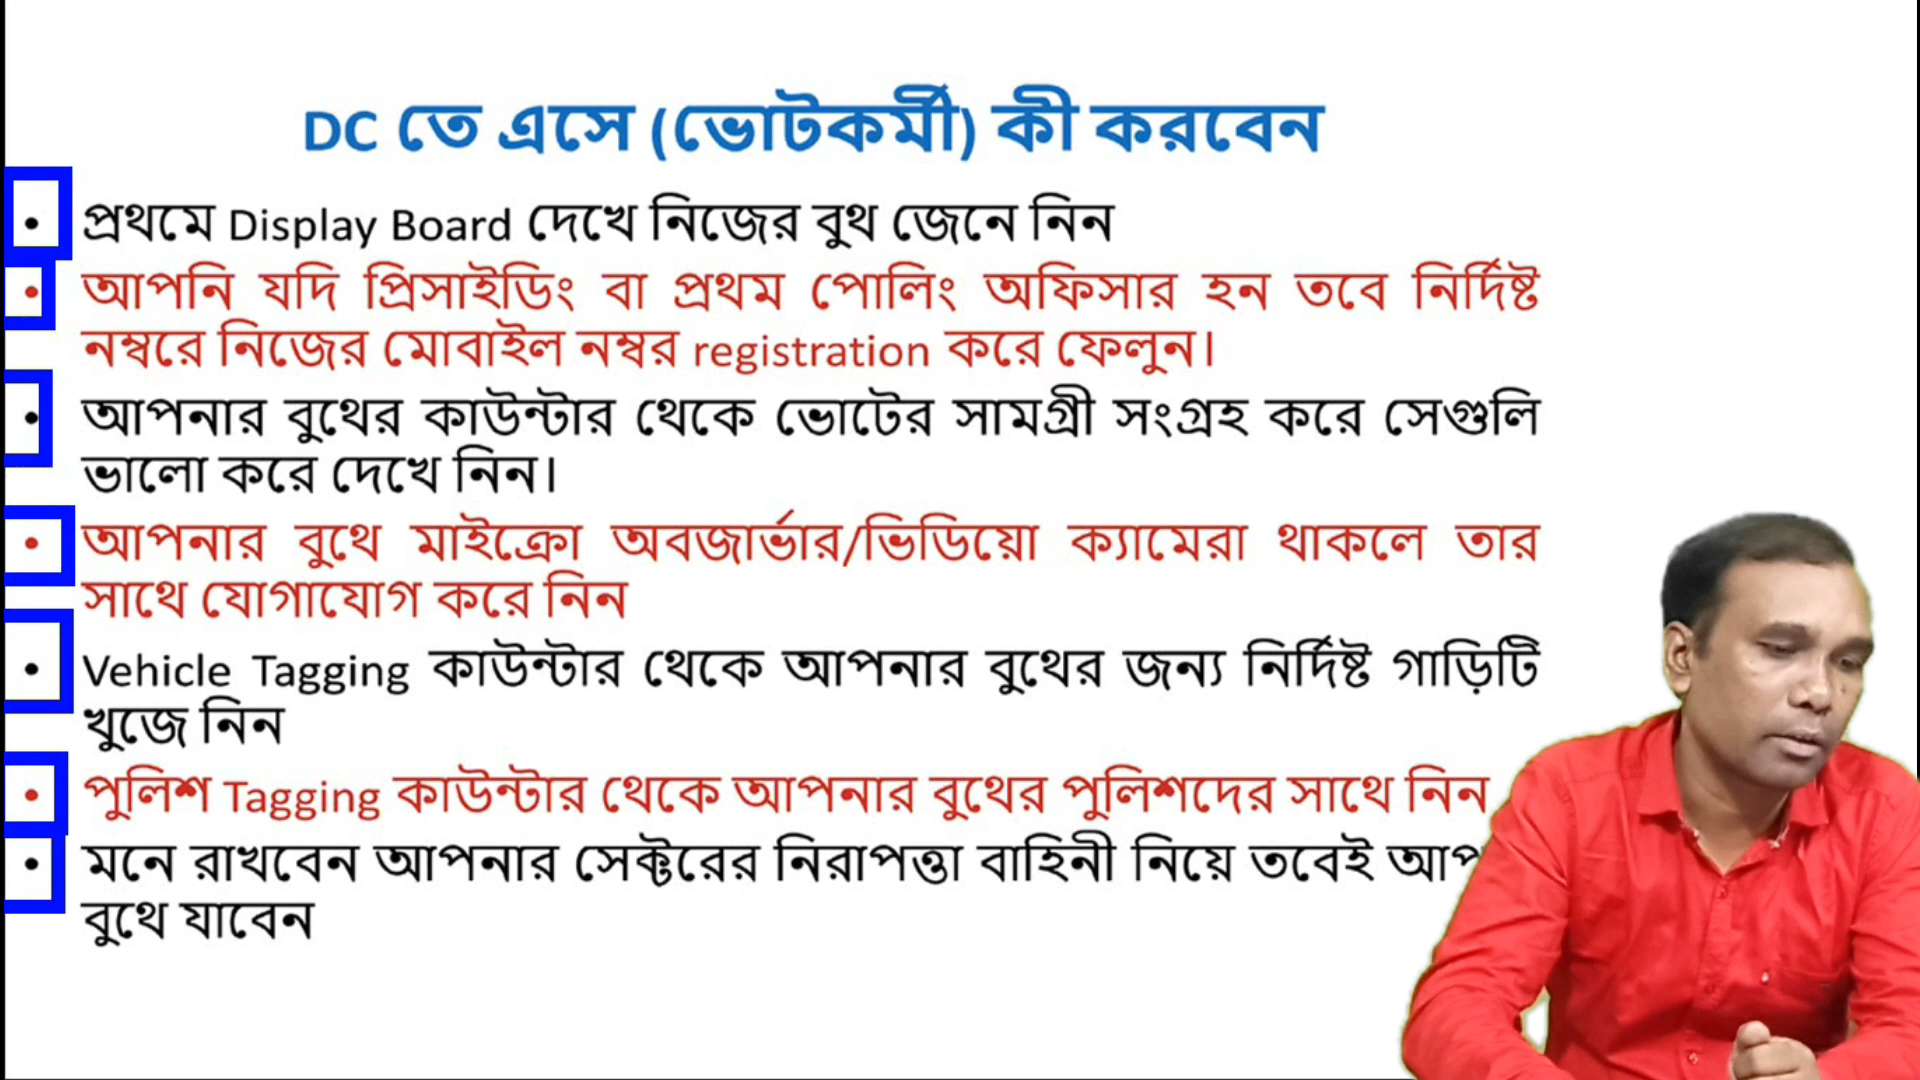 DC তে এসে (ভোটকর্মী) কী করবেন
• প্রথমে Display Board দেখে নিজের বুথ জেনে নিন
• আপনি যদি প্রিসাইডিং বা প্রথম পোলিং অফিসার হন তবে নির্দিষ্ট
নম্বরে নিজের মোবাইল নম্বর registration করে ফেলুন।
• আপনার বুথের কাউন্টার থেকে ভোটের সামগ্রী সংগ্রহ করে সেগুলি
ভালো করে দেখে নিন।
• আপনার বুথে মাইক্রো অবজার্ভার/ভিডিয়ো ক্যামেরা থাকলে তার
সাথে যোগাযোগ করে নিন
• Vehicle Tagging কাউন্টার থেকে আপনার বুথের জন্য নির্দিষ্ট গাড়িটি
খুজে নিন
• পুলিশ Tagging কাউন্টার থেকে আপনার বুথের পুলিশদের সাথে নিন
• মনে রাখবেন আপনার সেক্টরের নিরাপত্তা বাহিনী নিয়ে তবেই
বুথে যাবেন